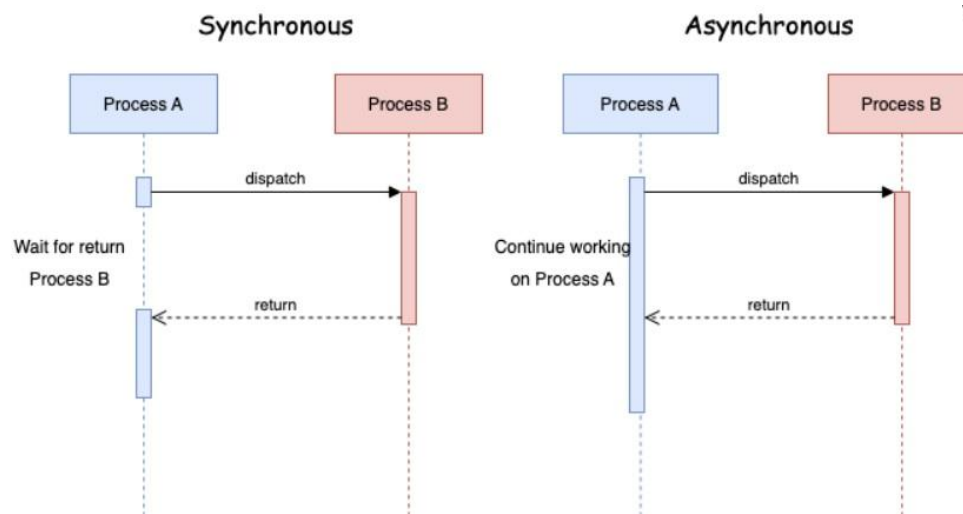 Synchronous
Asynchronous
Process A
Process B
Process A
Process B
dispatch
dispatch
Wait for return
Process B
Continue working
on Process A
return
return